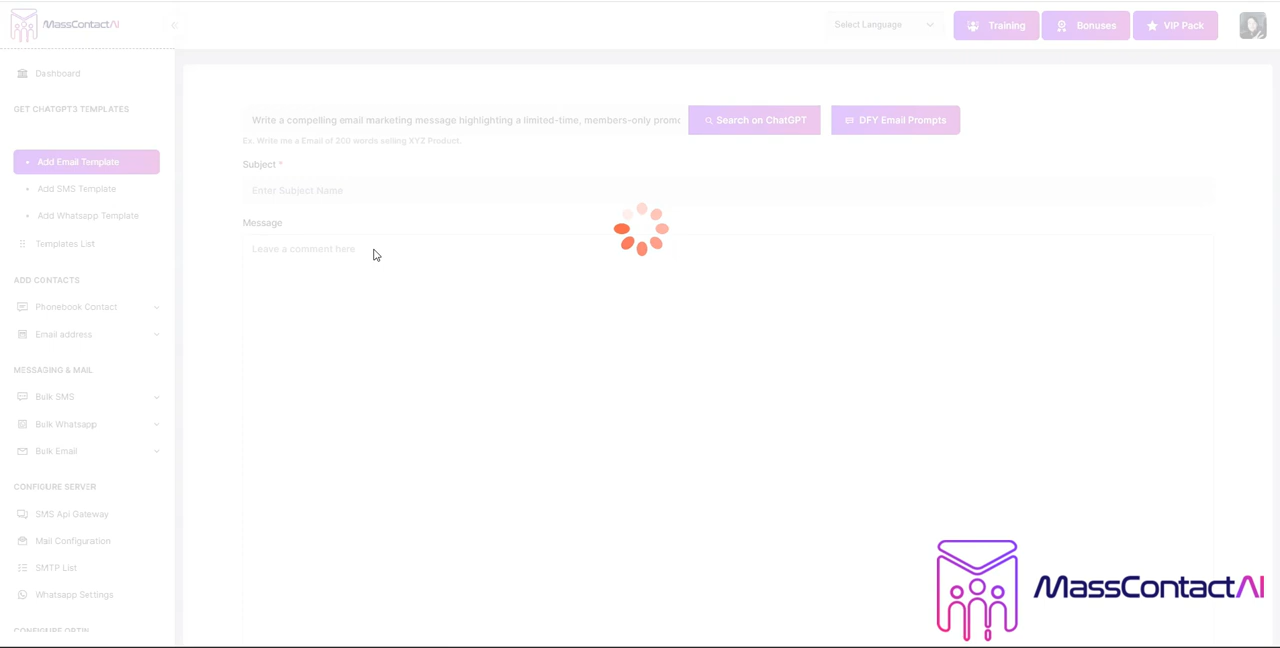 MassContactAI
Select Language
Training
Bonuses
VIP Pack
Dashboard
GET CHATGPT3 TEMPLATES
Add Email Template
Add SMS Template
Add Whatsapp Template
Templates List
ADD CONTACTS
Phonebook Contact
Email address
MESSAGING & MAIL
Bulk SMS
Bulk Whatsapp
Bulk Email
CONFIGURE SERVER
SMS Api Gateway
Mail Configuration
SMTP List
Whatsapp Settings
CONFIGURE OPTIN
Write a compelling email marketing message highlighting a limited-time, members-only promo
Search on ChatGPT
DFY Email Prompts
Ex. Write me a Email of 200 words selling XYZ Product.
Subject *
Enter Subject Name
Message
Leave a comment here
MassContactAI